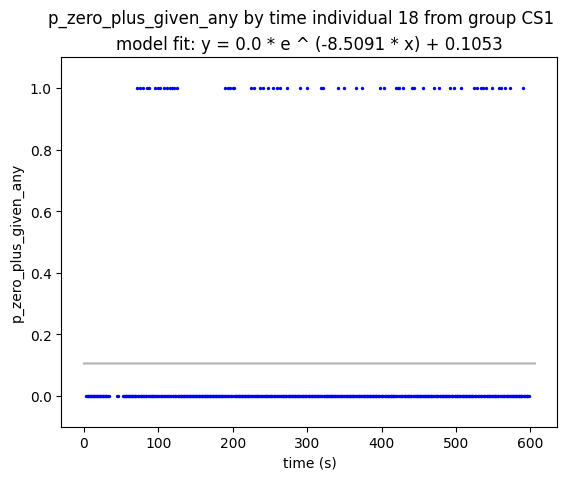 p_zero_plus_given_any by time individual 18 from group CS1
model fit: y = 0.0 * e ^ (-8.5091 * x) + 0.1053
p_zero_plus_given_any
1.0
0.8
0.6
0.4
0.2
0.0
0 100 200 300 400 500 600
time (s)